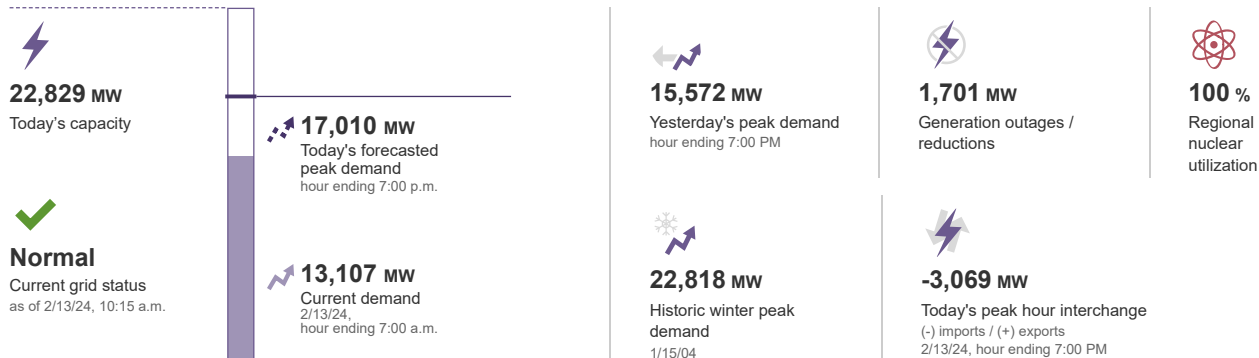 22,829 MW
Today's capacity
Normal
Current grid status
as of 2/13/24, 10:15 a.m.
17,010 MW
Today's forecasted
peak demand
hour ending 7:00 p.m.
13,107 MW
Current demand
2/13/24,
hour ending 7:00 a.m.
15,572 MW
Yesterday's peak demand
hour ending 7:00 PM
1,701 MW
Generation outages /
reductions
100 %
Regional
nuclear
utilization
22,818 MW
Historic winter peak
demand
1/15/04
-3,069 MW
Today's peak hour interchange
(-) imports / (+) exports
2/13/24, hour ending 7:00 PM